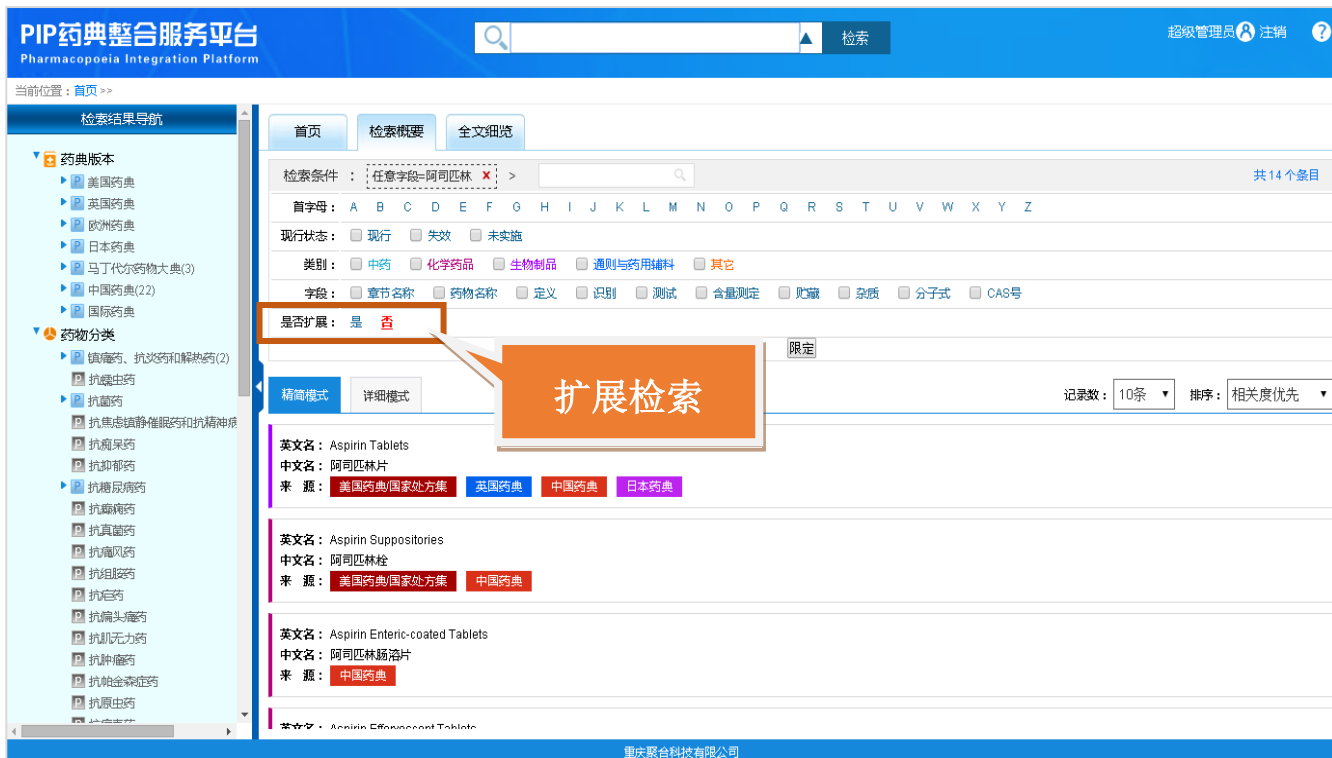 PIP药典整合服务平台
Pharmacopoeia Integration Platform
检索
超级管理员 注销 ?
当前位置：首页 >>
检索结果导航
药典版本
美国药典
英国药典
欧洲药典
日本药典
马丁代尔药物大典(3)
中国药典(22)
国际药典
药物分类
镇痛药、抗炎药和解热药(2)
抗蠕虫药
抗菌药
抗焦虑镇静催眠药和抗精神病
抗痴呆药
抗抑郁药
抗糖尿病药
抗癫痫药
抗真菌药
抗痛风药
抗组胺药
抗疟药
抗偏头痛药
抗肌无力药
抗肿瘤药
抗帕金森症药
抗原虫药
首页 检索概要 全文细览
检索条件 ： 任意字段=阿司匹林 × >
共14个条目
首字母： A B C D E F G H I J K L M N O P Q R S T U V W X Y Z
现行状态： 现行 失效 未实施
类别： 中药 化学药品 生物制品 通则与药用辅料 其它
字段： 章节名称 药物名称 定义 识别 测试 含量测定 贮藏 杂质 分子式 CAS号
是否扩展： 是 否
限定
扩展检索
精简模式 详细模式
记录数： 10条 排序： 相关度优先
英文名： Aspirin Tablets
中文名： 阿司匹林片
来 源： 美国药典/国家处方集 英国药典 中国药典 日本药典
英文名： Aspirin Suppositories
中文名： 阿司匹林栓
来 源： 美国药典/国家处方集 中国药典
英文名： Aspirin Enteric-coated Tablets
中文名： 阿司匹林肠溶片
来 源： 中国药典
英文名： Aspirin Effervescent Tablets
重庆聚合科技有限公司